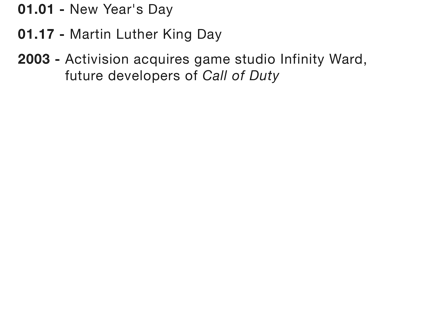 01.01 - New Year's Day
01.17 - Martin Luther King Day
2003 - Activision acquires game studio Infinity Ward,
future developers of Call of Duty